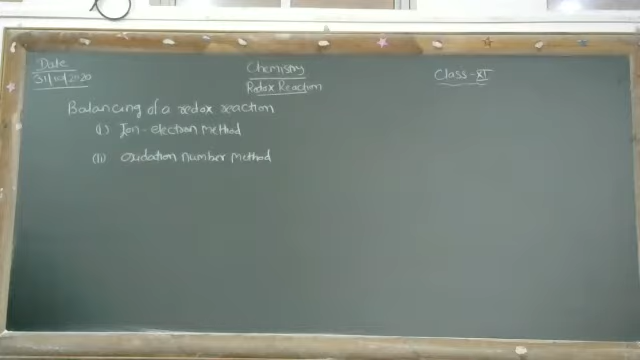 Date
31/10/2020
Chemistry
Redox Reaction
Class-XI
Balancing of a redox reaction
(i) Ion-electron method
(ii) Oxidation number method